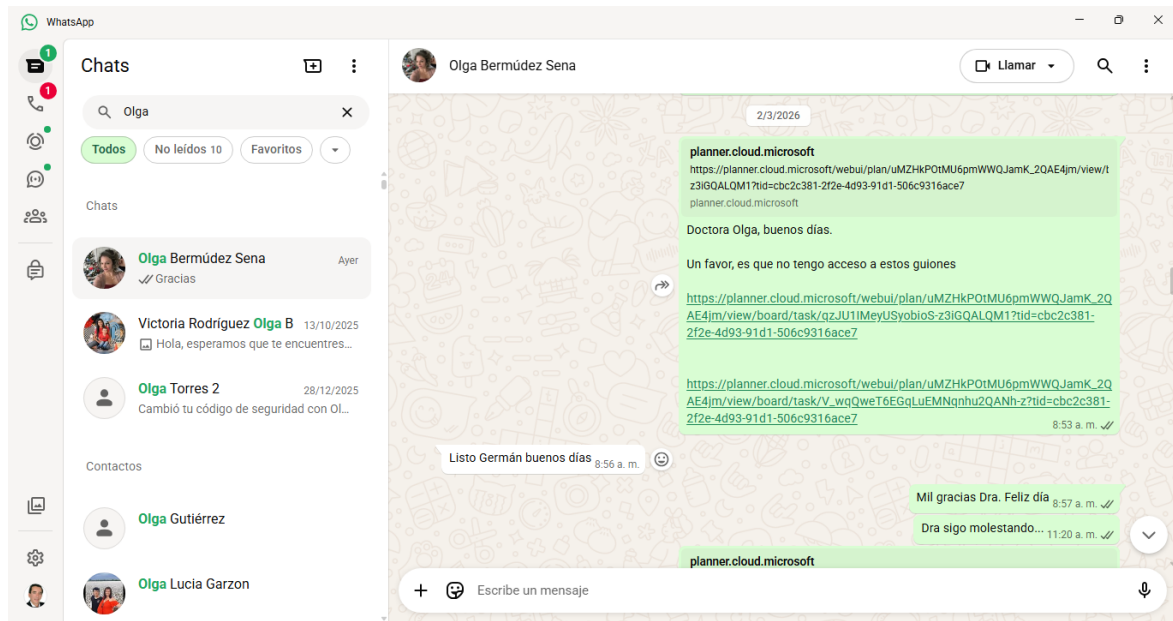 WhatsApp
1
Chats
1
Olga
Todos
No leídos 10
Favoritos
Chats
Olga Bermúdez Sena
Ayer
Gracias
Victoria Rodríguez Olga B
13/10/2025
Hola, esperamos que te encuentres...
Olga Torres 2
28/12/2025
Cambió tu código de seguridad con Ol...
Contactos
Olga Gutiérrez
Olga Lucia Garzon
Olga Bermúdez Sena
Llamar
2/3/2026
planner.cloud.microsoft
https://planner.cloud.microsoft/webui/plan/uMZHkPOtMU6pmWWQJamK_2QAE4jm/view/b
z3iGQALQM1?tid=cbc2c381-2f2e-4d93-91d1-506c9316ace7
planner.cloud.microsoft
Doctora Olga, buenos días.
Un favor, es que no tengo acceso a estos guiones
https://planner.cloud.microsoft/webui/plan/uMZHkPOtMU6pmWWQJamK_2Q
AE4jm/view/board/task/qzJU1IMeyUSyobioS-z3iGQALQM1?tid=cbc2c381-
2f2e-4d93-91d1-506c9316ace7
https://planner.cloud.microsoft/webui/plan/uMZHkPOtMU6pmWWQJamK_2Q
AE4jm/view/board/task/V_wqQweT6EGqLuEMNqnhu2QANh-z?tid=cbc2c381-
2f2e-4d93-91d1-506c9316ace7
8:53 a. m.
Listo Germán buenos días
8:56 a. m.
Mil gracias Dra. Feliz día
8:57 a. m.
Dra sigo molestando...
11:20 a. m.
planner.cloud.microsoft
Escribe un mensaje